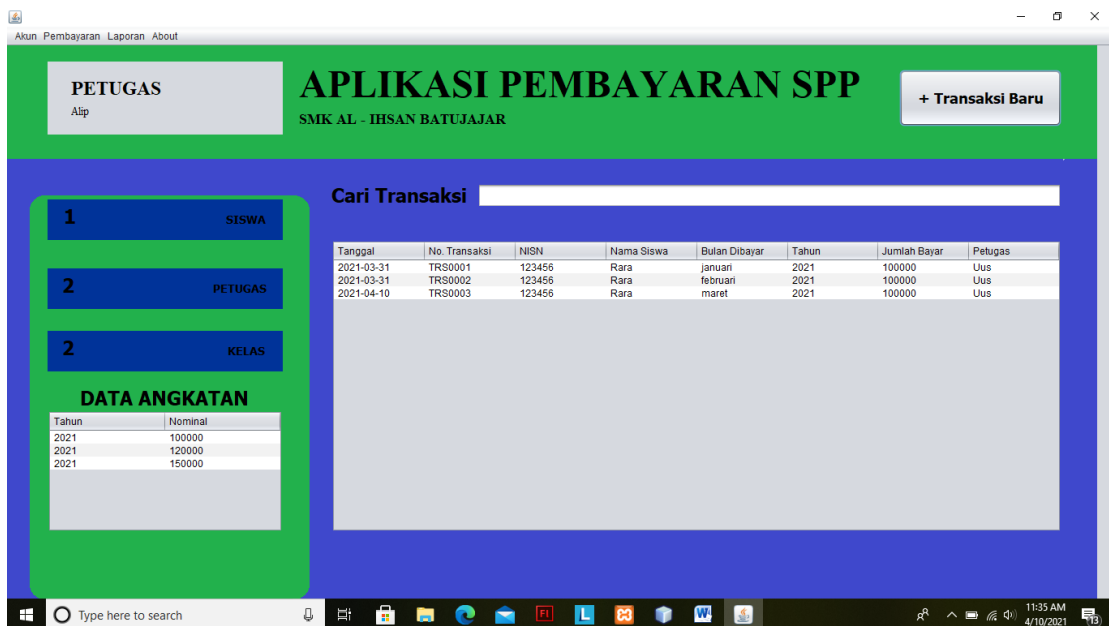 Akun Pembayaran Laporan About
PETUGAS
Alip
APLIKASI PEMBAYARAN SPP
SMK AL - IHSAN BATUJAJAR
+ Transaksi Baru
1 SISWA
2 PETUGAS
2 KELAS
DATA ANGKATAN
Tahun Nominal
2021 100000
2021 120000
2021 150000
Cari Transaksi
Tanggal No. Transaksi NISN Nama Siswa Bulan Dibayar Tahun Jumlah Bayar Petugas
2021-03-31 TRS0001 123456 Rara januari 2021 100000 Uus
2021-03-31 TRS0002 123456 Rara februari 2021 100000 Uus
2021-04-10 TRS0003 123456 Rara maret 2021 100000 Uus
Type here to search
Fl
L
W
11:35 AM
4/10/2021
13